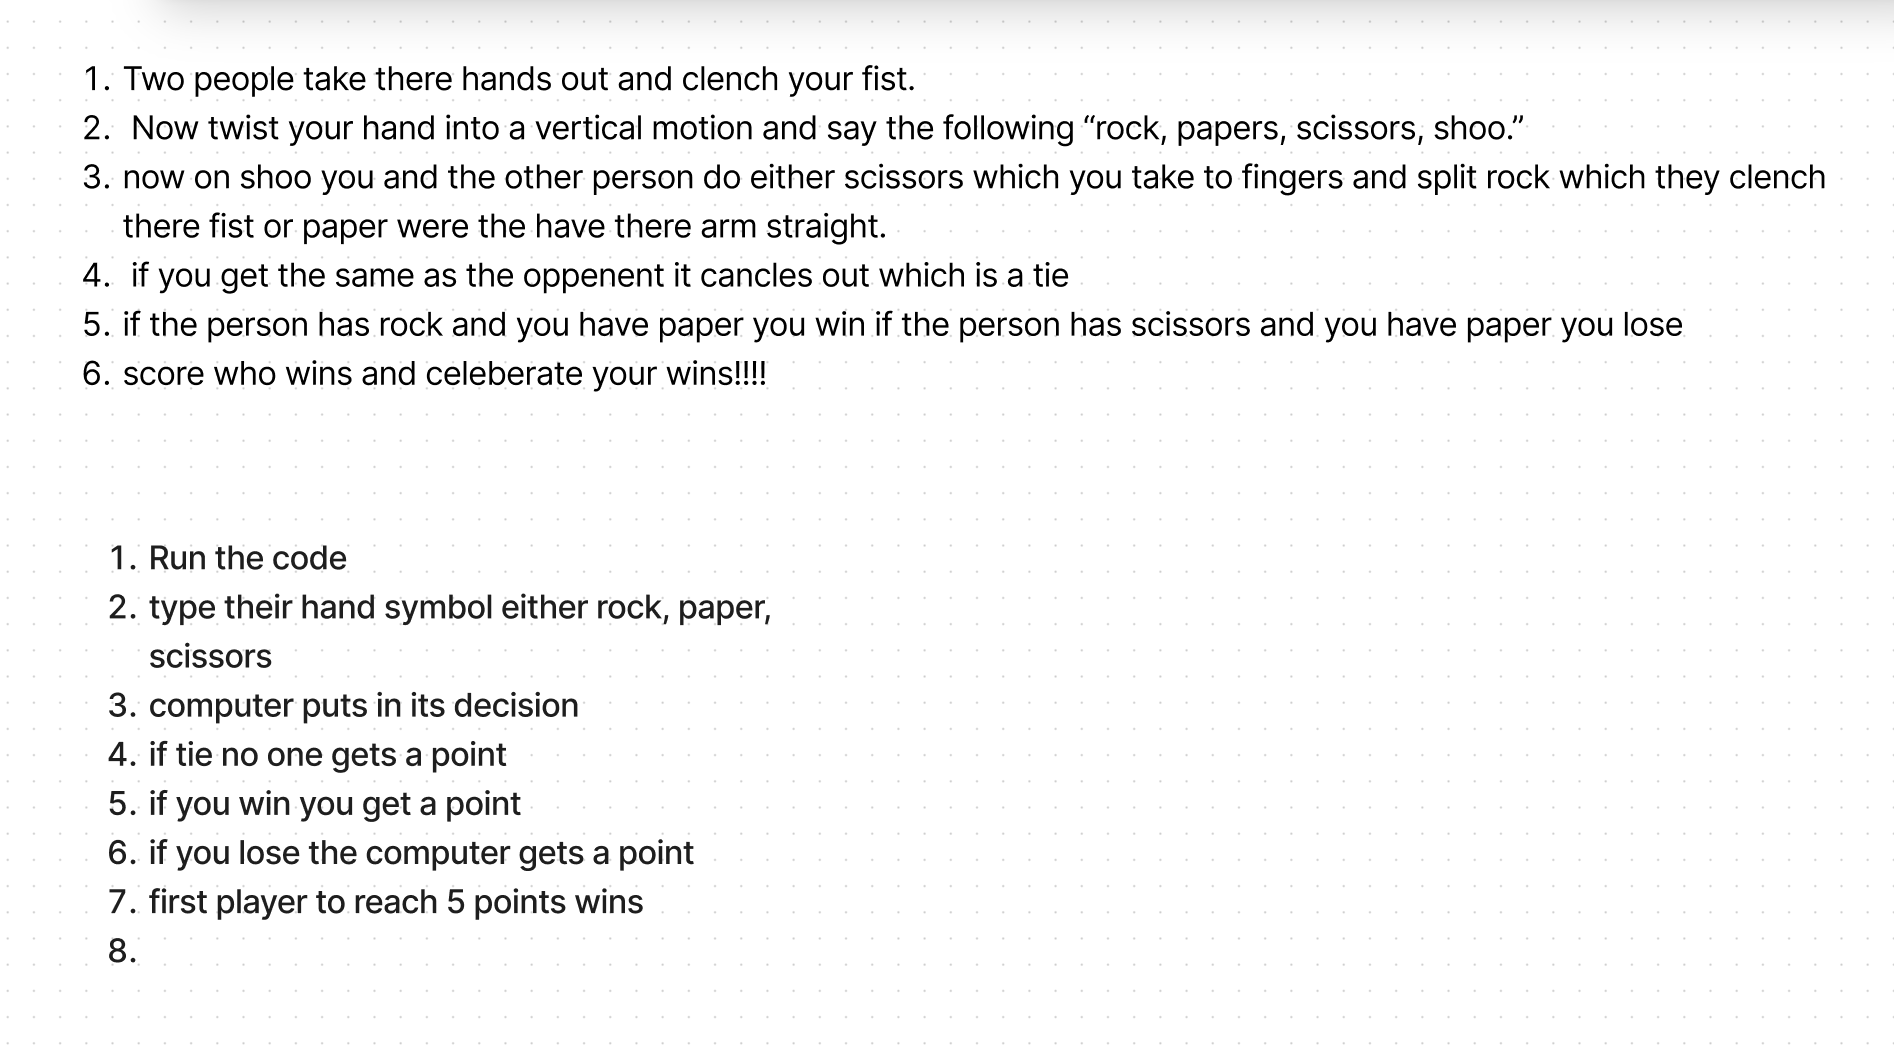 1. Two people take there hands out and clench your fist.
2. Now twist your hand into a vertical motion and say the following “rock, papers, scissors, shoo.”
3. now on shoo you and the other person do either scissors which you take to fingers and split rock which they clench
there fist or paper were the have there arm straight.
4. if you get the same as the oppenent it cancles out which is a tie
5. if the person has rock and you have paper you win if the person has scissors and you have paper you lose
6. score who wins and celeberate your wins!!!!
1. Run the code
2. type their hand symbol either rock, paper,
scissors
3. computer puts in its decision
4. if tie no one gets a point
5. if you win you get a point
6. if you lose the computer gets a point
7. first player to reach 5 points wins
8.